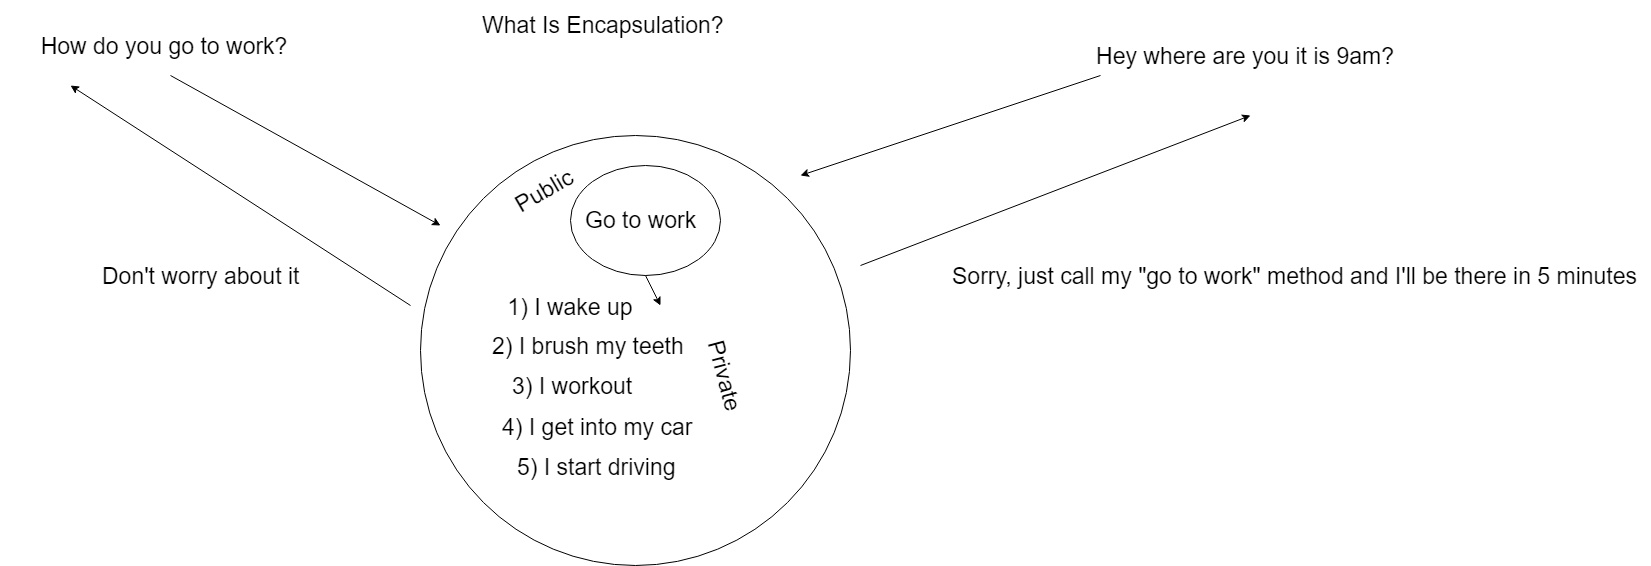 What Is Encapsulation?
How do you go to work?
Hey where are you it is 9am?
Public
Go to work
Don't worry about it
Sorry, just call my "go to work" method and I'll be there in 5 minutes
1) I wake up
2) I brush my teeth
3) I workout
4) I get into my car
5) I start driving
Private